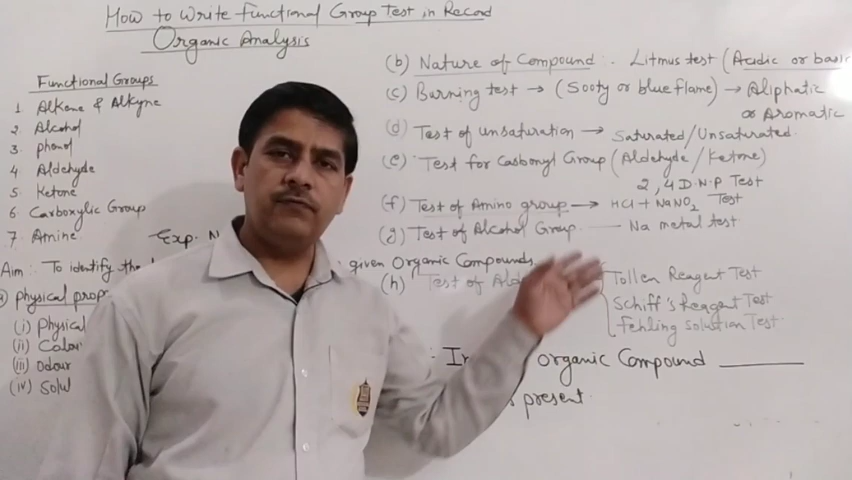 How to write Functional Group Test in Record
Organic Analysis
Functional Groups
1 Alkene & Alkyne
2. Alcohol
3. phenol
4 Aldehyde
5 Ketone
6. Carboxylic Group
7. Amine
Exp. N
Aim :- To identify the given Organic Compounds
physical prop
(i) Physical
(ii) Colou
(iii) Odour
(iv) Solu
(b) Nature of Compound :- Litmus test (Acidic or basic
(c) Burning test → (Sooty or blue flame) → Aliphatic
or Aromatic
(d) Test of unsaturation → Saturated/Unsaturated.
(e) Test for Carbonyl Group (Aldehyde / Ketone)
2,4 D.N.P Test
(f) Test of Amino group → HCl + NaNO2 Test
(g) Test of Alcohol Group. — Na metal test
(h) Test of Ald
Tollen Reagent Test
Schiff's Reagent Test
Fehling solution Test
: In organic Compound ______
present